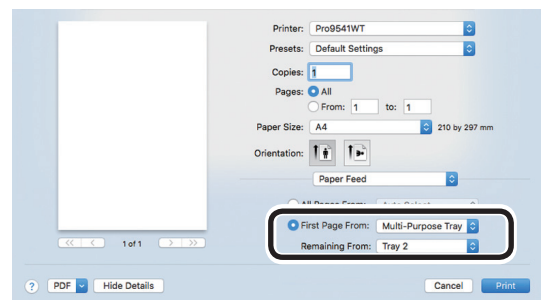 Printer: Pro9541WT
Presets: Default Settings
Copies: 1
Pages: All
From: 1 to: 1
Paper Size: A4 210 by 297 mm
Orientation:
Paper Feed
All Pages From: Auto Select
First Page From: Multi-Purpose Tray
Remaining From: Tray 2
1 of 1
? PDF Hide Details Cancel Print